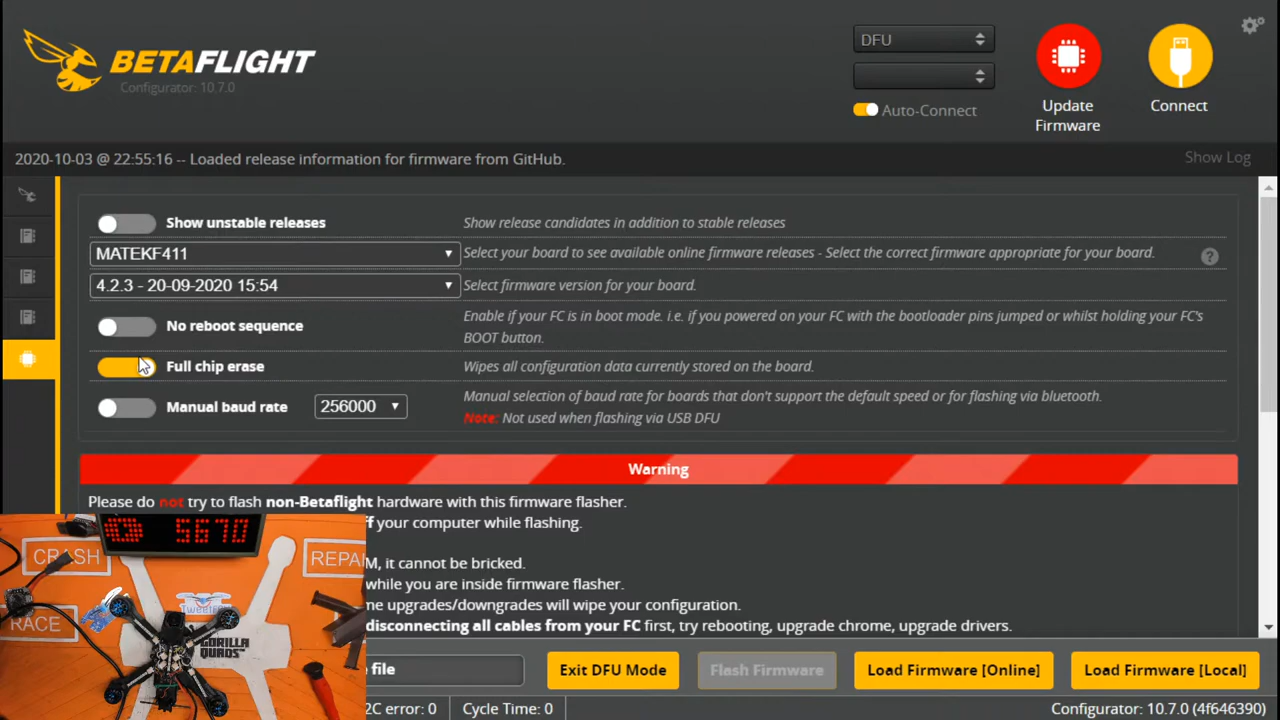 BETAFLIGHT
Configurator: 10.7.0
DFU
Auto-Connect
Update
Firmware
Connect
2020-10-03 @ 22:55:16 -- Loaded release information for firmware from GitHub.
Show Log
Show unstable releases
Show release candidates in addition to stable releases
MATEKF411
Select your board to see available online firmware releases - Select the correct firmware appropriate for your board.
?
4.2.3 - 20-09-2020 15:54
Select firmware version for your board.
No reboot sequence
Enable if your FC is in boot mode. i.e. if you powered on your FC with the bootloader pins jumped or whilst holding your FC's
BOOT button.
Full chip erase
Wipes all configuration data currently stored on the board.
Manual baud rate
256000
Manual selection of baud rate for boards that don't support the default speed or for flashing via bluetooth.
Note: Not used when flashing via USB DFU
Warning
Please do not try to flash non-Betaflight hardware with this firmware flasher.
ff your computer while flashing.
M, it cannot be bricked.
while you are inside firmware flasher.
me upgrades/downgrades will wipe your configuration.
disconnecting all cables from your FC first, try rebooting, upgrade chrome, upgrade drivers.
5670
CRASH
REPAI
RACE
GORILLA
QUADS
file
Exit DFU Mode
Flash Firmware
Load Firmware [Online]
Load Firmware [Local]
2C error: 0
Cycle Time: 0
Configurator: 10.7.0 (4f646390)